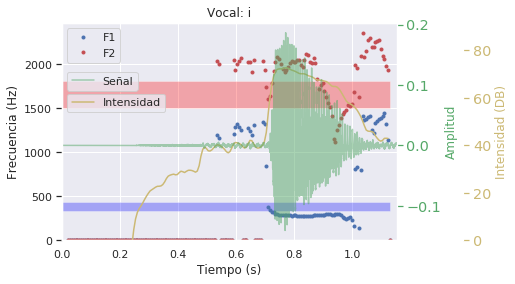 Vocal: i
F1
F2
Señal
Intensidad
Frecuencia (Hz)
2000
1500
1000
500
0
0.0 0.2 0.4 0.6 0.8 1.0
Tiempo (s)
0.2
0.1
0.0
−0.1
Amplitud
80
60
40
20
0
Intensidad (DB)